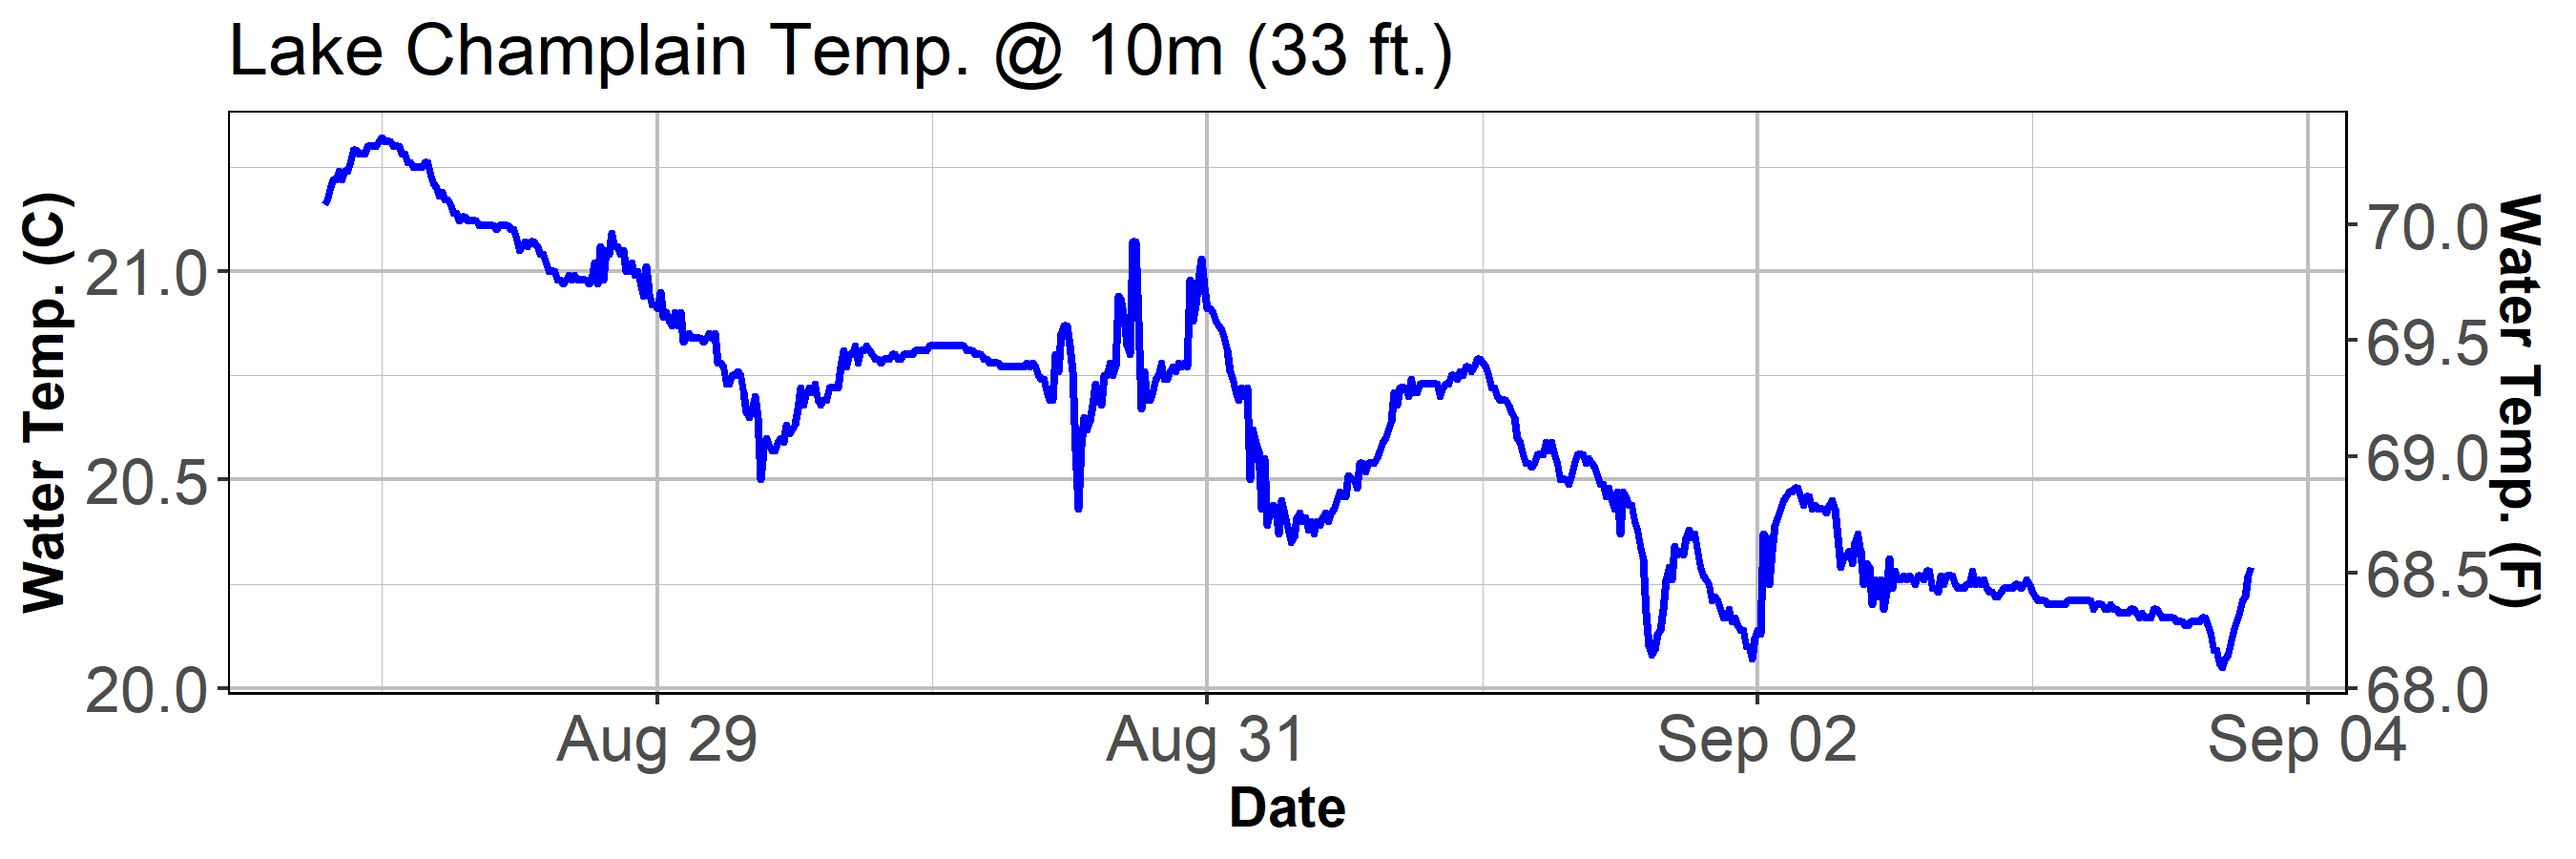 Lake Champlain Temp. @ 10m (33 ft.)
Water Temp. (C)
21.0
20.5
20.0
70.0
69.5
69.0
68.5
68.0
Water Temp. (F)
Aug 29
Aug 31
Sep 02
Sep 04
Date